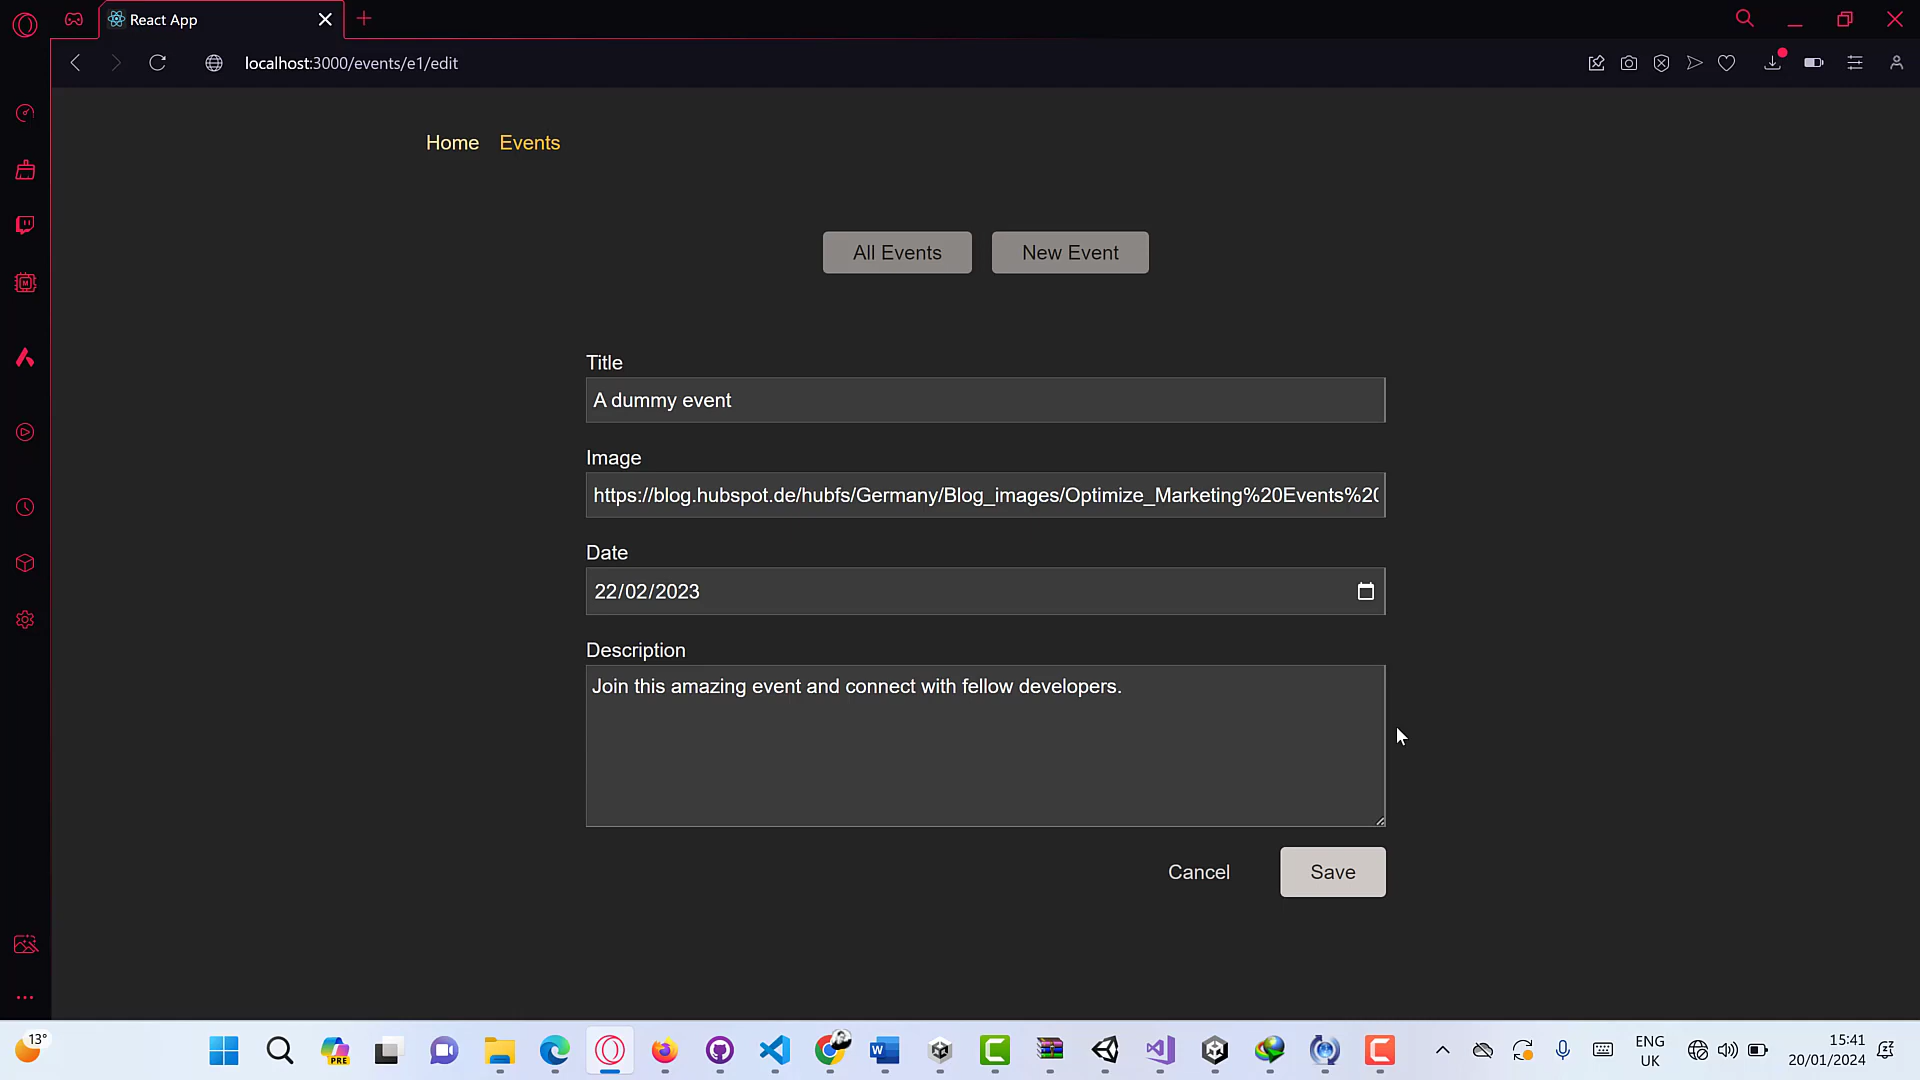 React App
localhost:3000/events/e1/edit
Home Events
All Events New Event
Title
A dummy event
Image
https://blog.hubspot.de/hubfs/Germany/Blog_images/Optimize_Marketing%20Events%20
Date
22/02/2023
Description
Join this amazing event and connect with fellow developers.
Cancel Save
13°
PRE
ENG
UK
15:41
20/01/2024